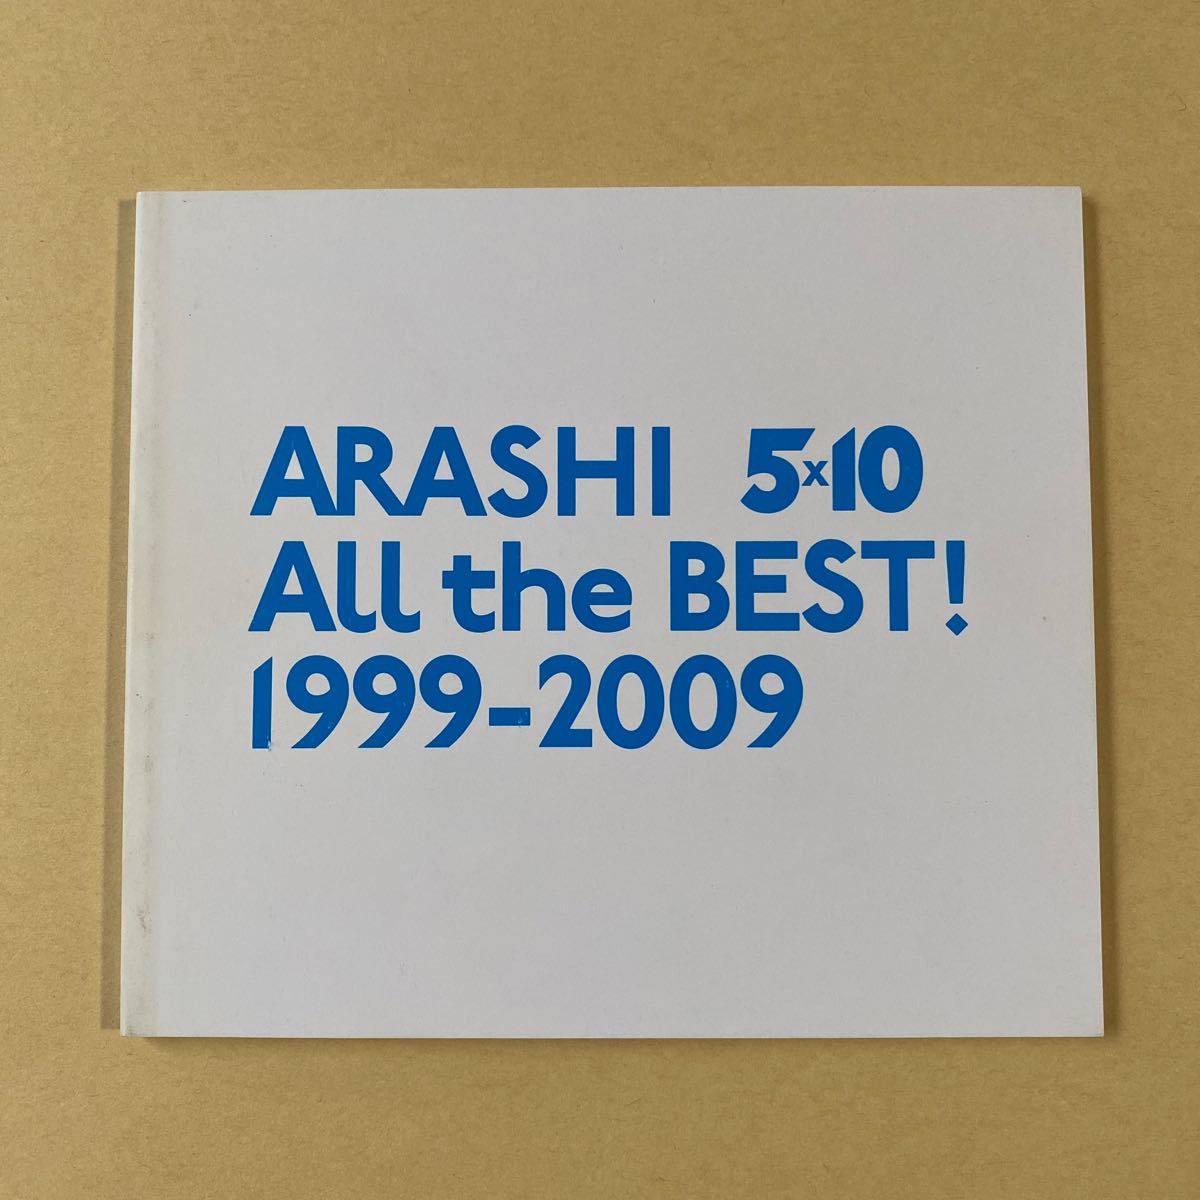 ARASHI 5x10
All the BEST!
1999-2009